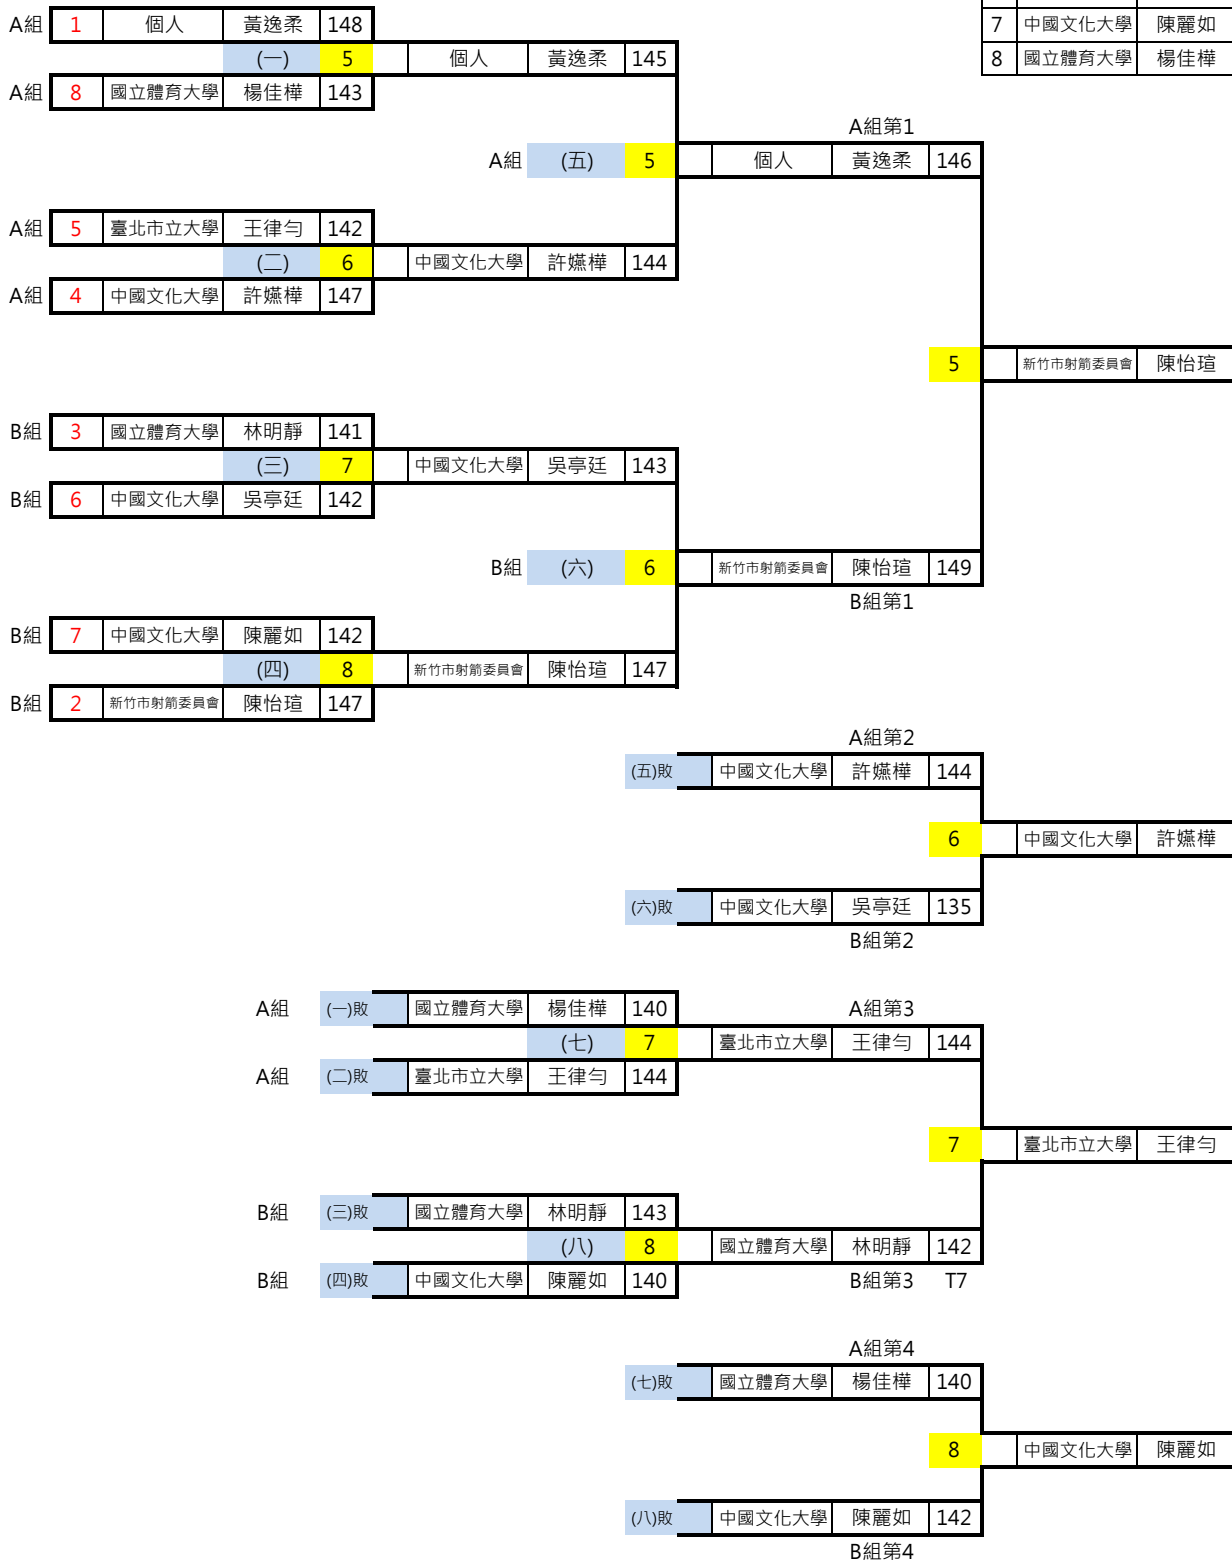 A組 1 個人 黃逸柔 148
7 中國文化大學 陳麗如
(一) 5 個人 黃逸柔 145
8 國立體育大學 楊佳樺
A組 8 國立體育大學 楊佳樺 143
A組第1
A組 (五) 5 個人 黃逸柔 146
A組 5 臺北市立大學 王律勻 142
(二) 6 中國文化大學 許嬿樺 144
A組 4 中國文化大學 許嬿樺 147
5 新竹市射箭委員會 陳怡瑄
B組 3 國立體育大學 林明靜 141
(三) 7 中國文化大學 吳亭廷 143
B組 6 中國文化大學 吳亭廷 142
B組 (六) 6 新竹市射箭委員會 陳怡瑄 149
B組第1
B組 7 中國文化大學 陳麗如 142
(四) 8 新竹市射箭委員會 陳怡瑄 147
B組 2 新竹市射箭委員會 陳怡瑄 147
A組第2
(五)敗 中國文化大學 許嬿樺 144
6 中國文化大學 許嬿樺
(六)敗 中國文化大學 吳亭廷 135
B組第2
A組 (一)敗 國立體育大學 楊佳樺 140 A組第3
(七) 7 臺北市立大學 王律勻 144
A組 (二)敗 臺北市立大學 王律勻 144
7 臺北市立大學 王律勻
B組 (三)敗 國立體育大學 林明靜 143
(八) 8 國立體育大學 林明靜 142
B組 (四)敗 中國文化大學 陳麗如 140 B組第3 T7
A組第4
(七)敗 國立體育大學 楊佳樺 140
8 中國文化大學 陳麗如
(八)敗 中國文化大學 陳麗如 142
B組第4